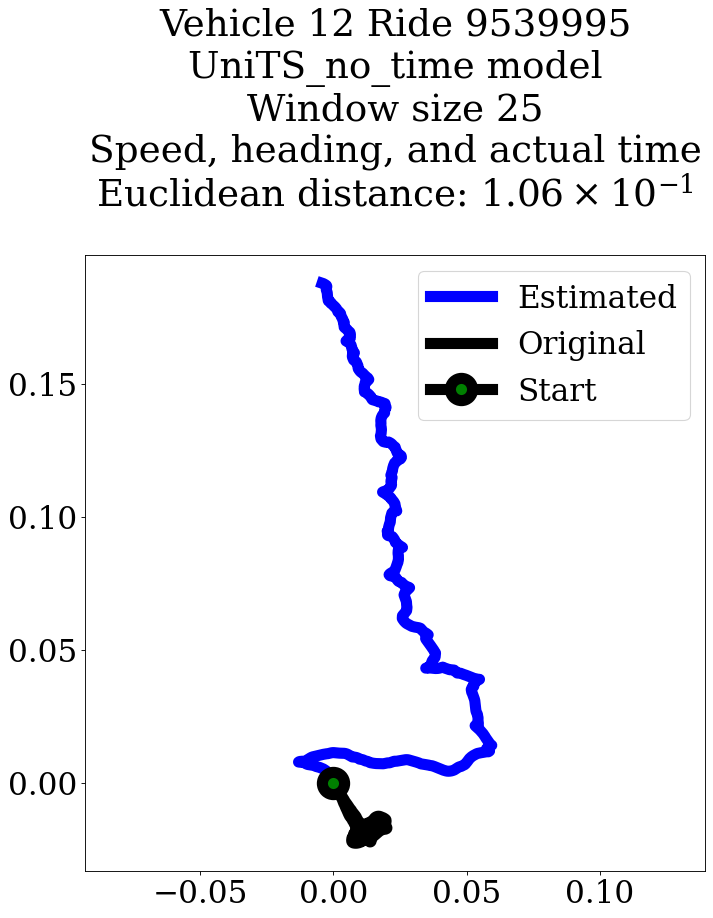 Vehicle 12 Ride 9539995
UniTS_no_time model
Window size 25
Speed, heading, and actual time
Euclidean distance: 1.06 × 10⁻¹
Estimated
Original
Start
0.15
0.10
0.05
0.00
−0.05 0.00 0.05 0.10